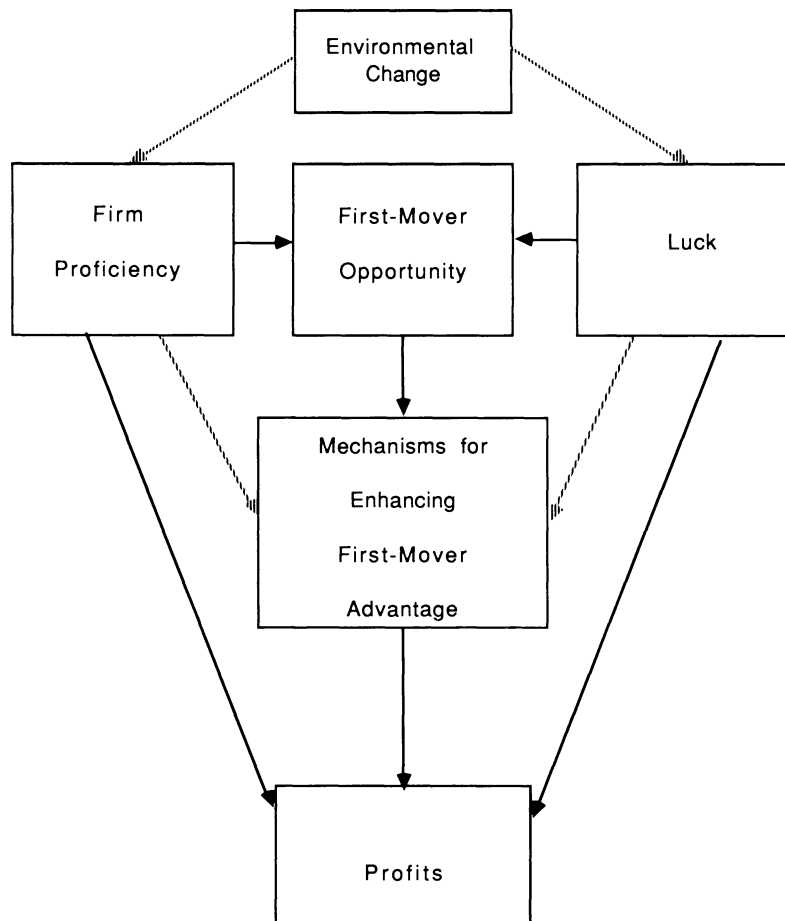 Environmental
Change
Firm
Proficiency
First-Mover
Opportunity
Luck
Mechanisms for
Enhancing
First-Mover
Advantage
Profits